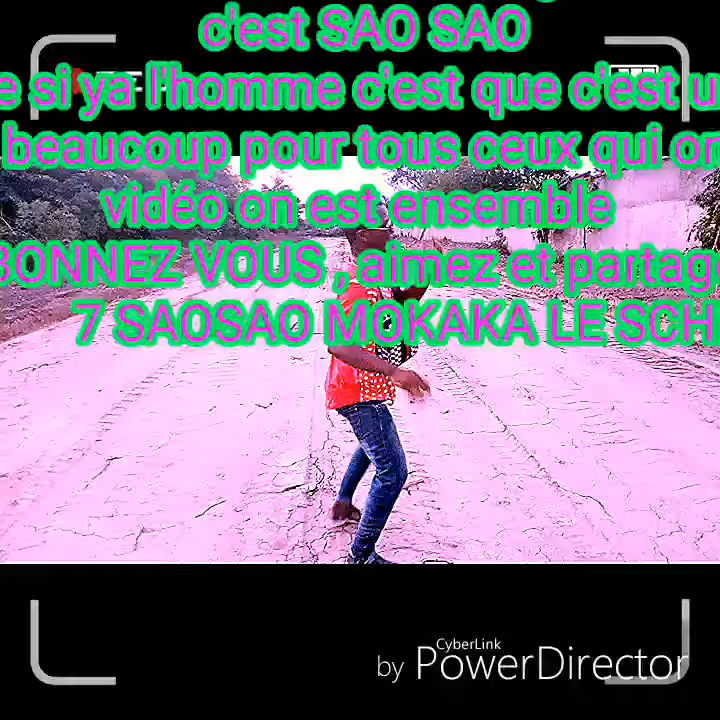 c'est SAO SAO
e si ya l'homme c'est que c'est u
beaucoup pour tous ceux qui on
vidéo on est ensemble
BONNEZ VOUS , aimez et partag
7 SAOSAO MOKAKA LE SCH
CyberLink
by PowerDirector